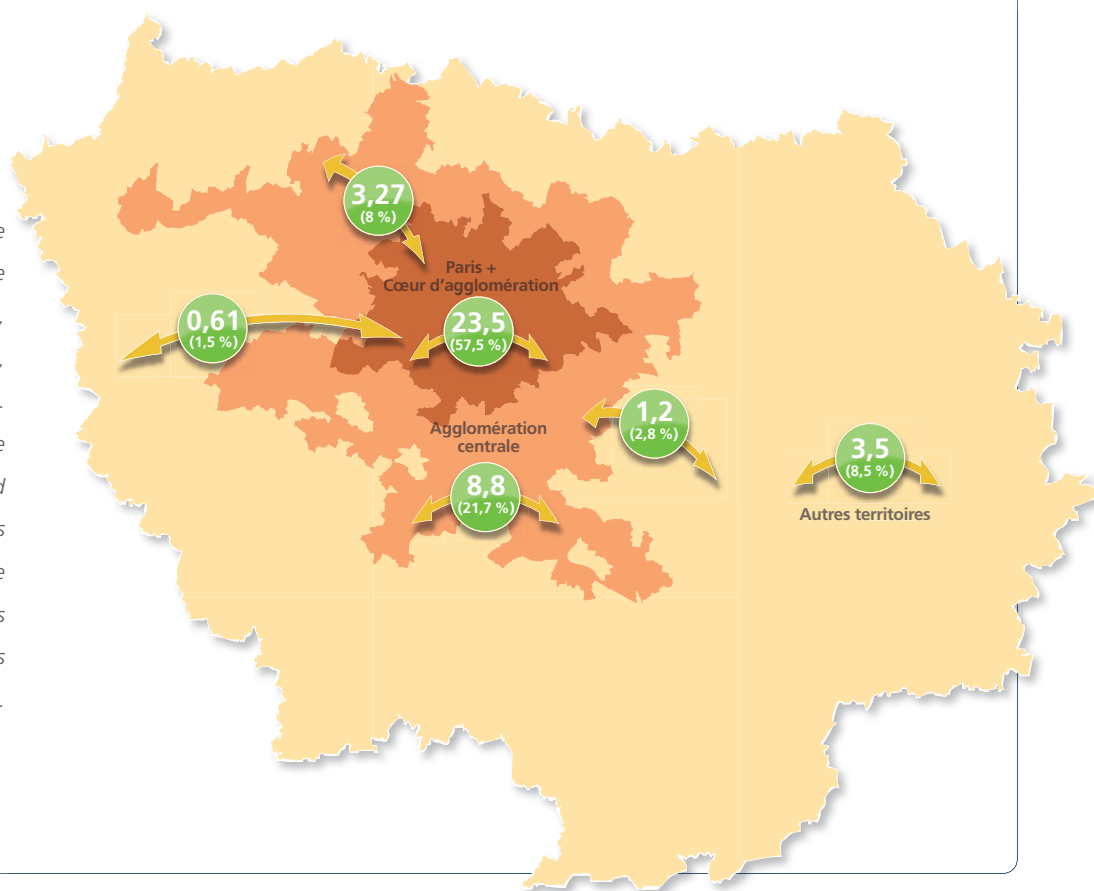 e
e
,
,
.
e
d
s
e
s
s
.
3,27
(8 %)
Paris +
Cœur d'agglomération
0,61
(1,5 %)
23,5
(57,5 %)
1,2
(2,8 %)
Agglomération
centrale
3,5
(8,5 %)
8,8
(21,7 %)
Autres territoires